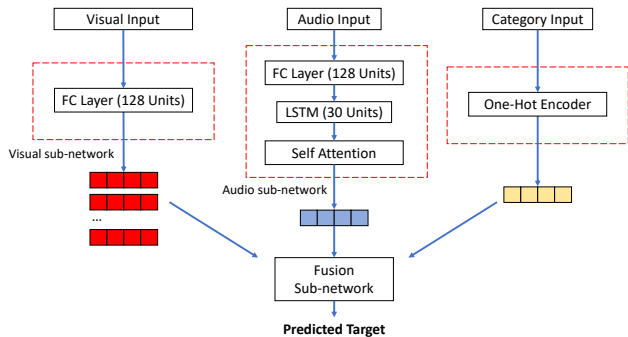 Visual Input
Audio Input
Category Input
FC Layer (128 Units)
FC Layer (128 Units)
LSTM (30 Units)
Self Attention
One-Hot Encoder
Visual sub-network
Audio sub-network
...
Fusion
Sub-network
Predicted Target